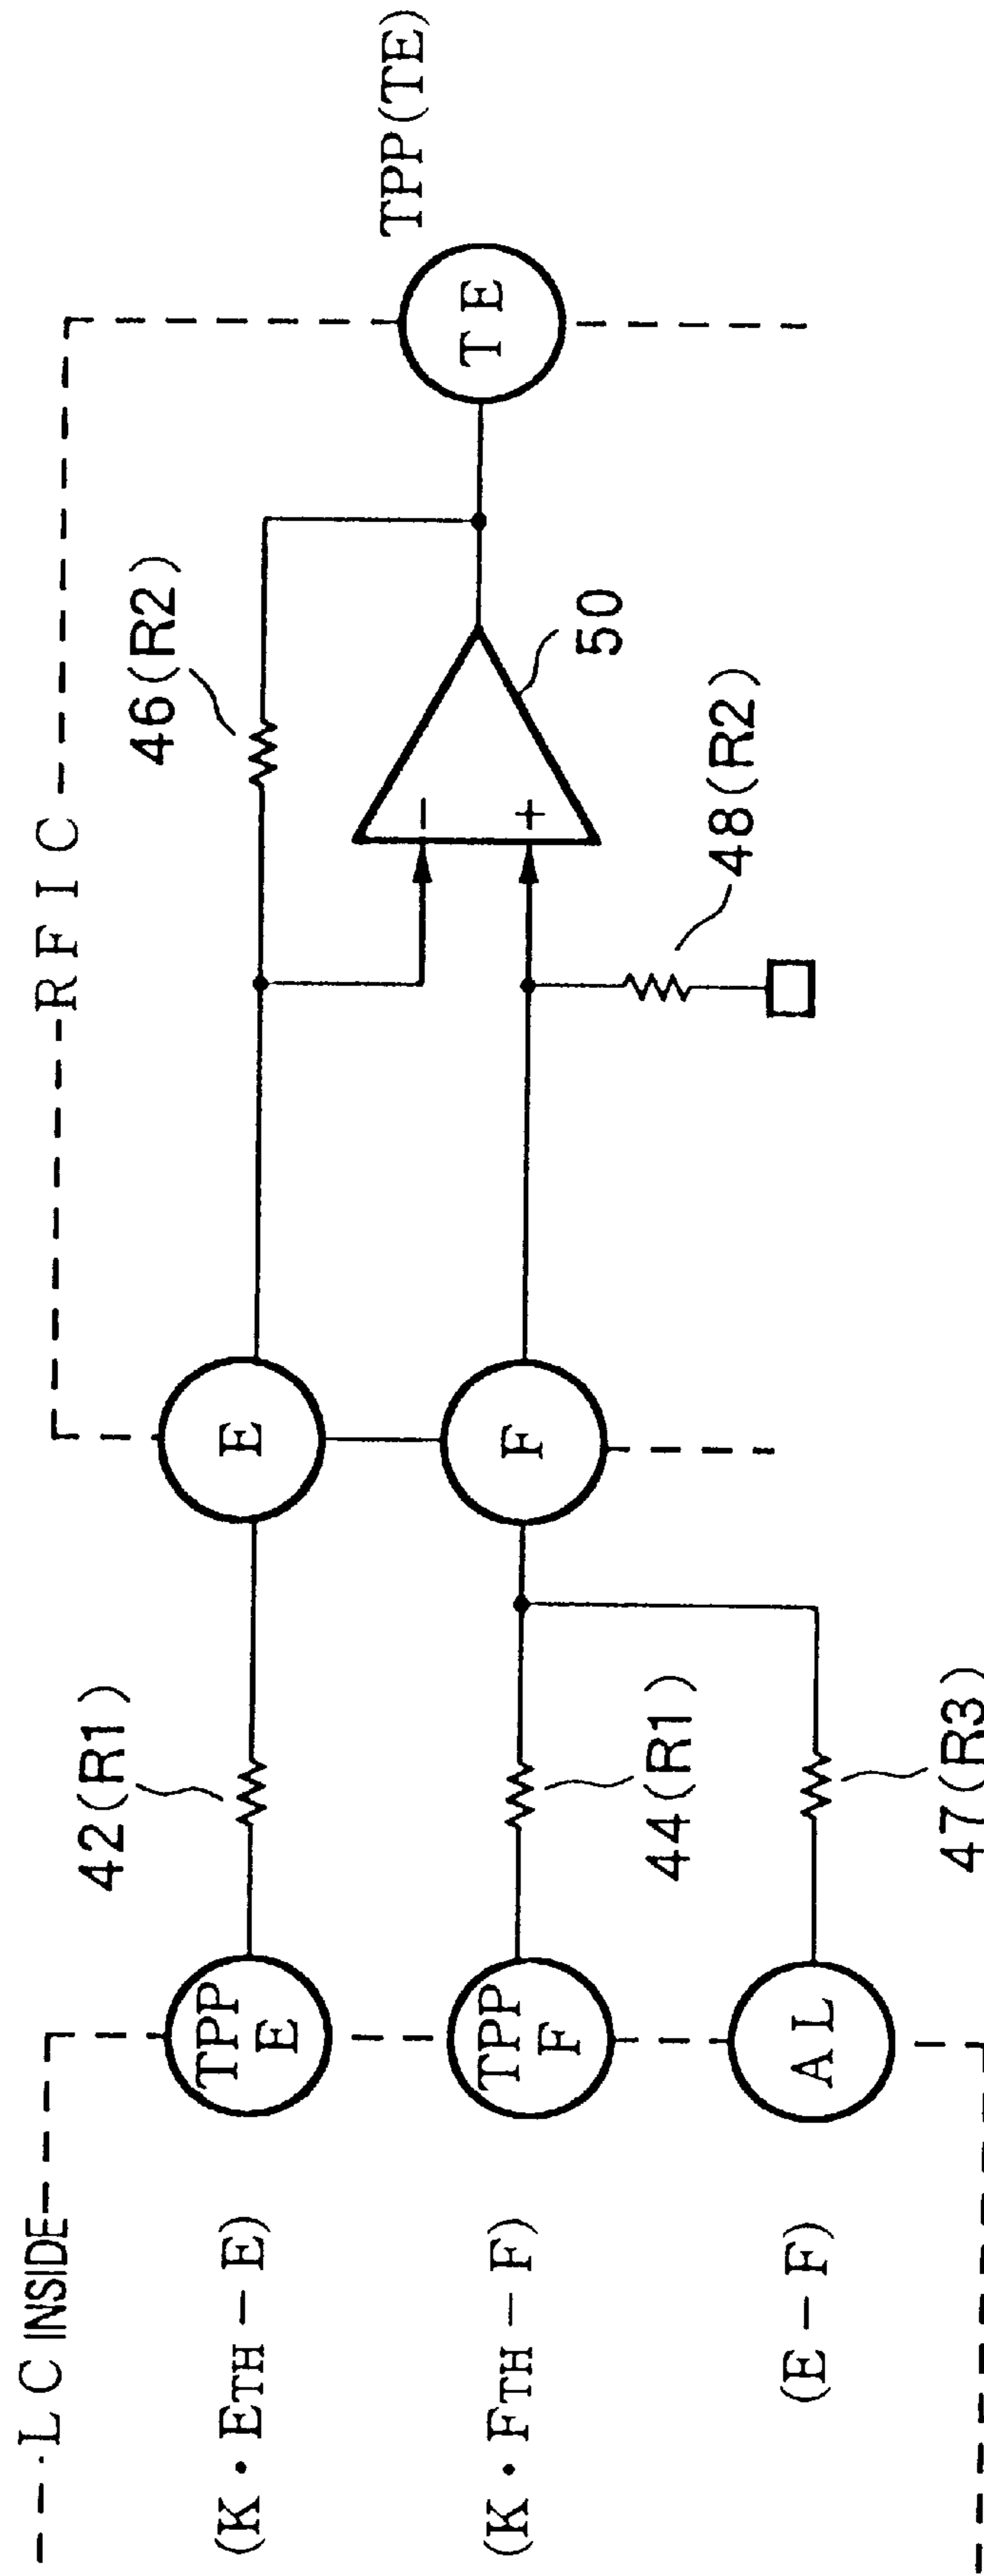 LC INSIDE
RFIC
(K・ETH－E)
TPP
E
42(R1)
E
46(R2)
TPP(TE)
TE
(K・FTH－F)
TPP
F
44(R1)
F
－
+
50
48(R2)
(E－F)
AL
47(R3)